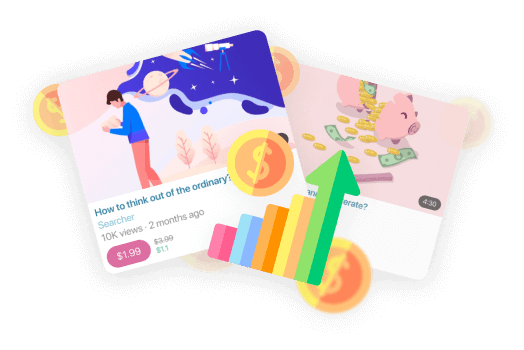 How to think out of the ordinary?
Searcher
10K views · 2 months ago
$1.99
$3.99
$1.1
4:30
erate?